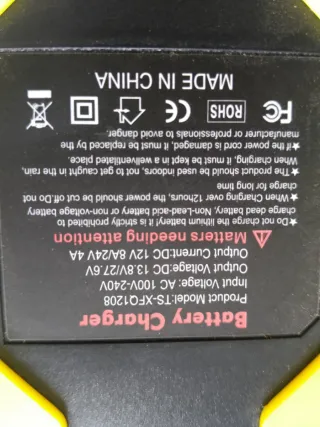 Battery Charger
Product Model:TS-XFQ1208
Input Voltage: AC 100V-240V
Output Voltage: DC 13.8V/27.6V
Output Current:DC 12V 8A/24V 4A
⚠ Matters needing attention
★Do not charge the lithium battery,it is strictly prohibited to
charge dead battery, Non-Lead-acid battery or non-voltage battery
★When Charging over 12hours, the power should be cut off.Do not
charge for long time
★The product should be used indoors, not to get caught in the rain,
When charging, it must be kept in a wellventilated place.
★if the power cord is damaged, it must be replaced by the
manufacturer or professionals to avoid danger.
FC ROHS CE
MADE IN CHINA